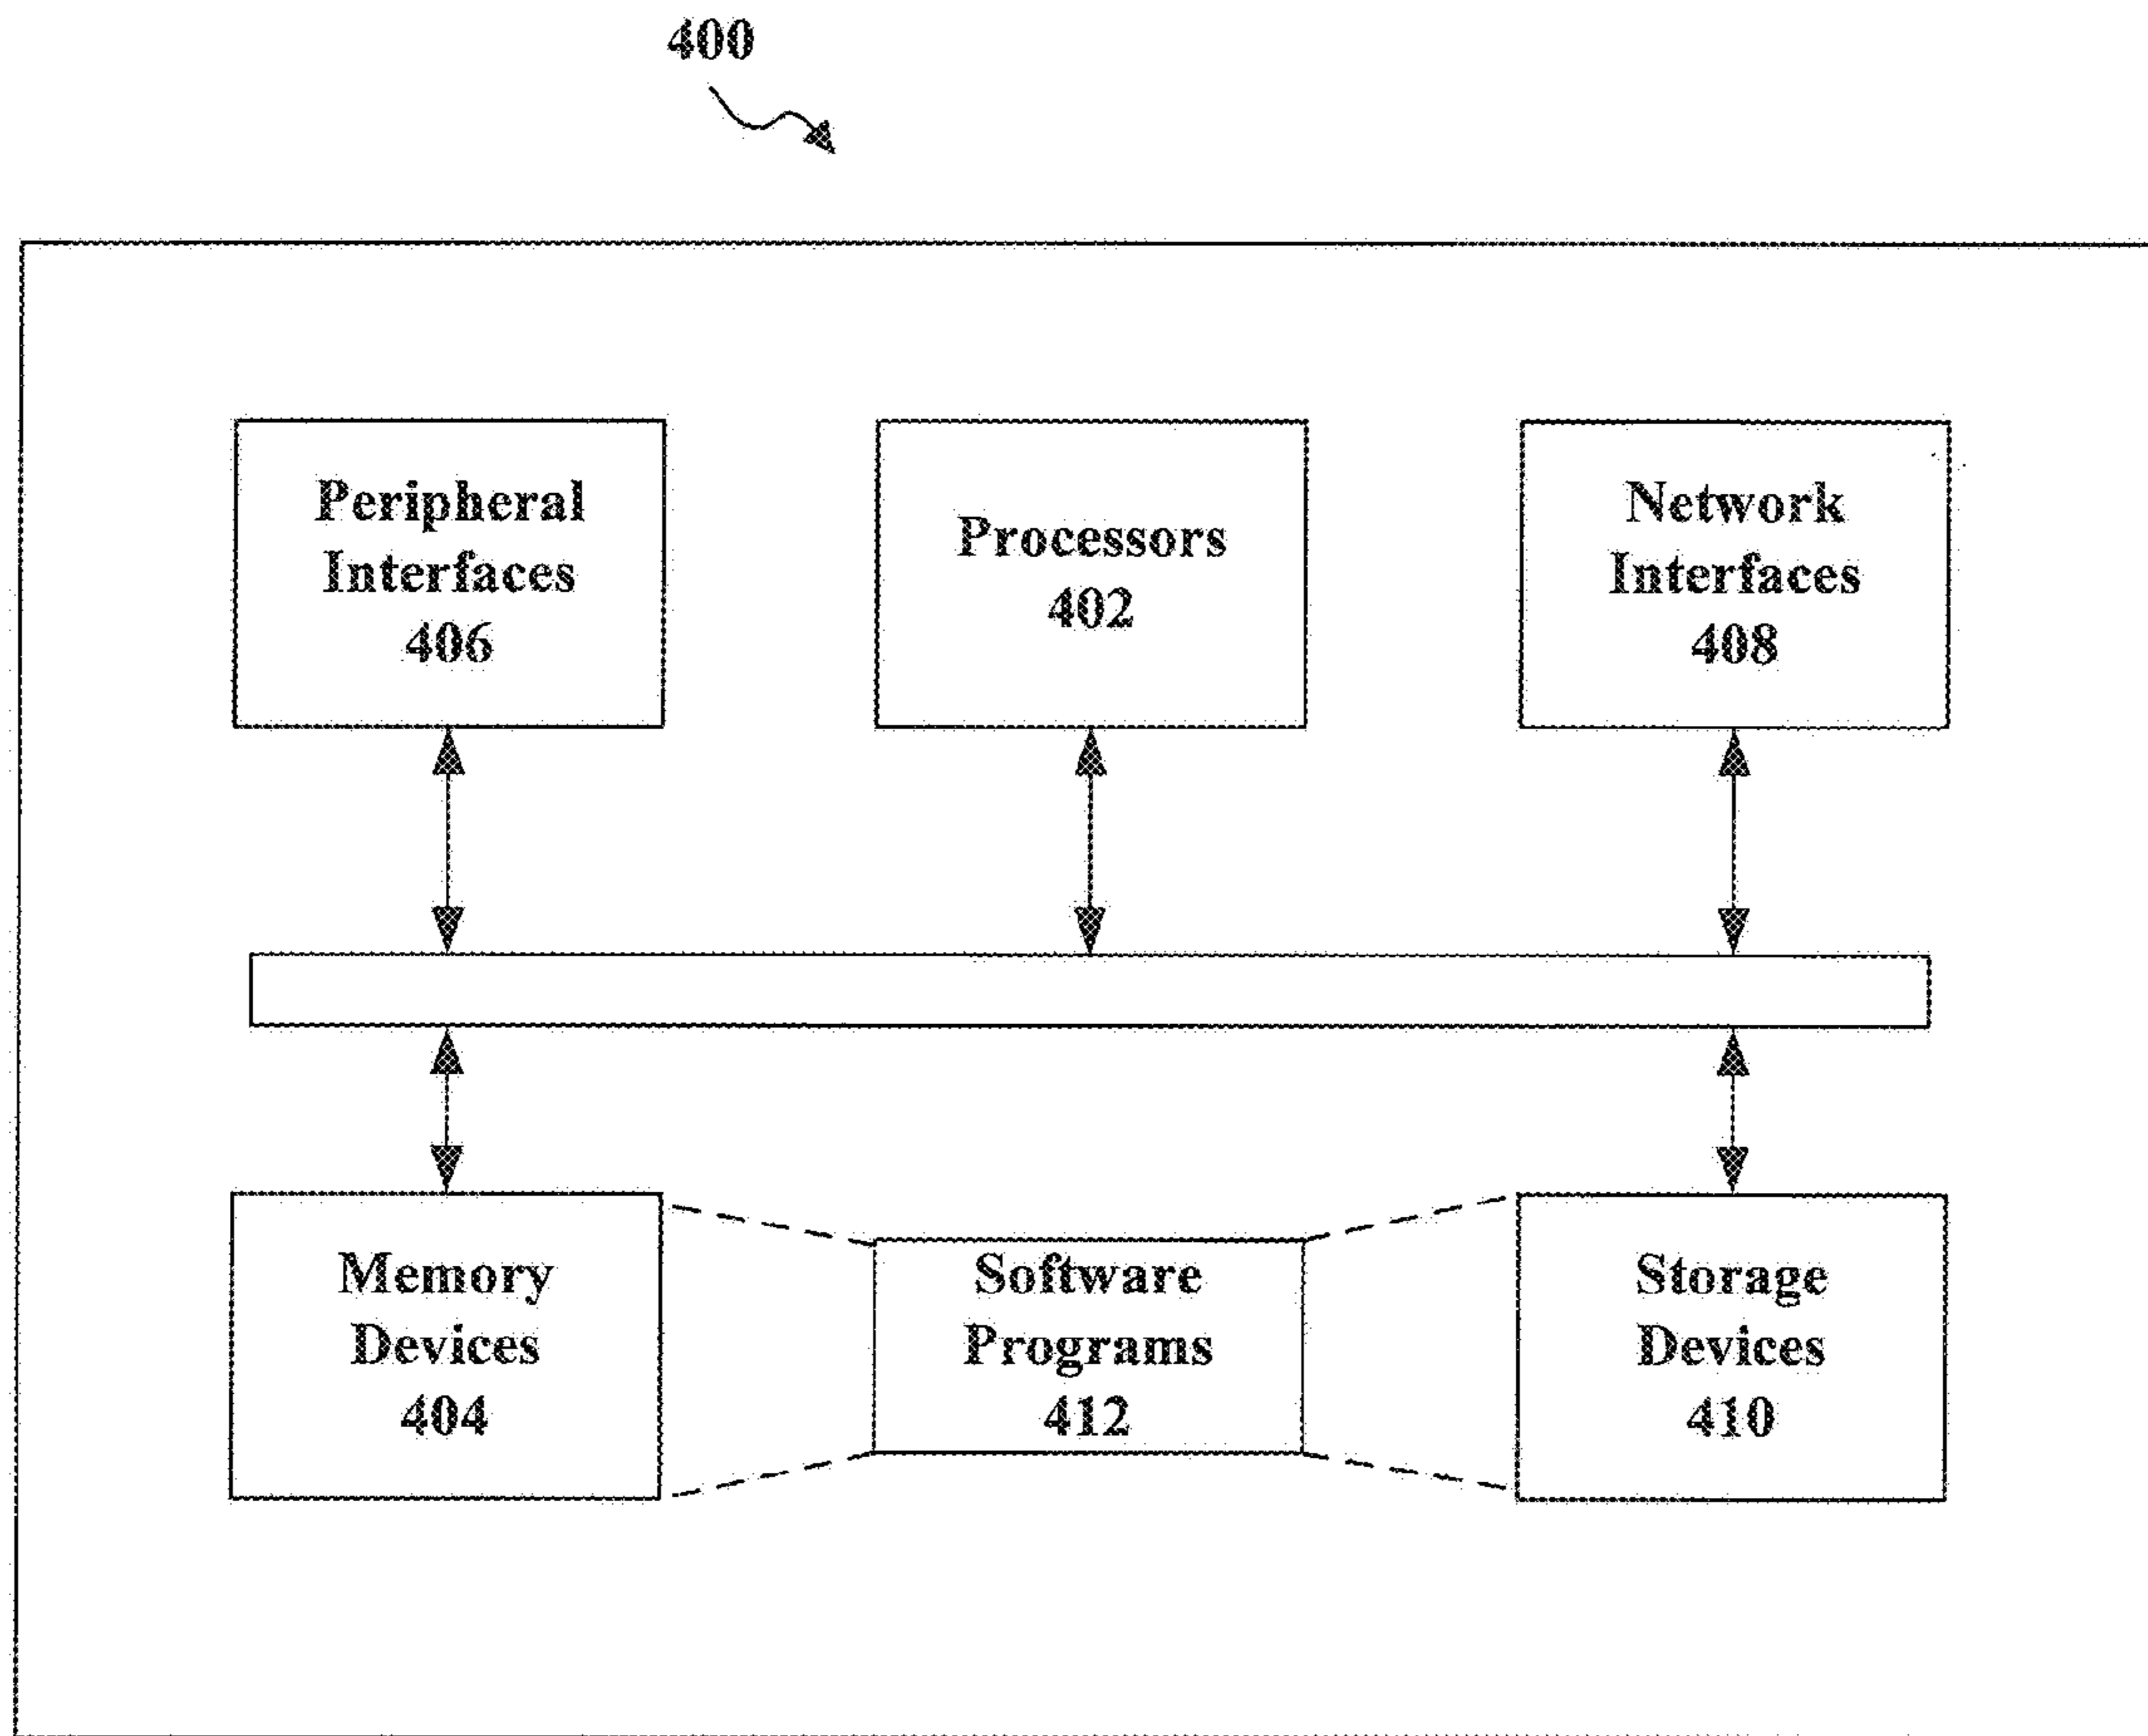 400
Peripheral
Interfaces
406
Processors
402
Network
Interfaces
408
Memory
Devices
404
Software
Programs
412
Storage
Devices
410